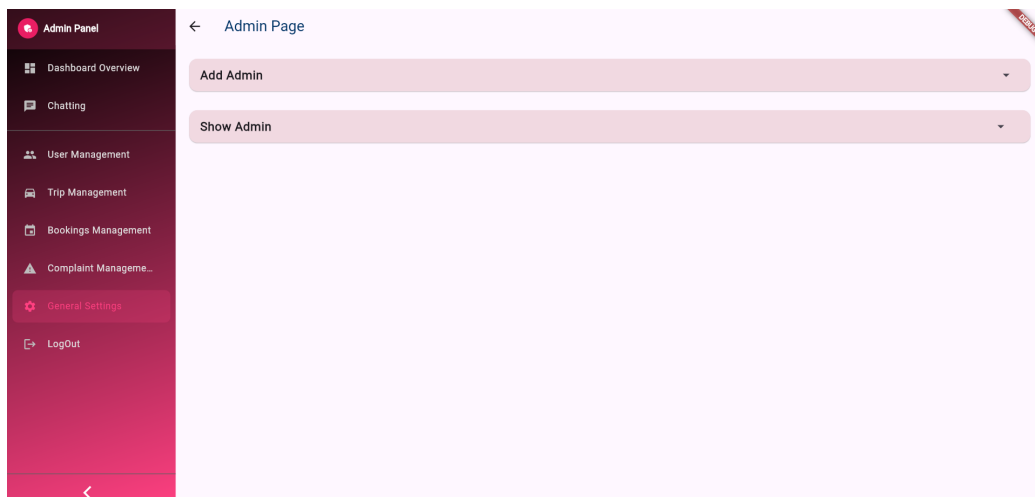 Admin Panel
Dashboard Overview
Chatting
User Management
Trip Management
Bookings Management
Complaint Manageme...
General Settings
LogOut
Admin Page
Add Admin
Show Admin